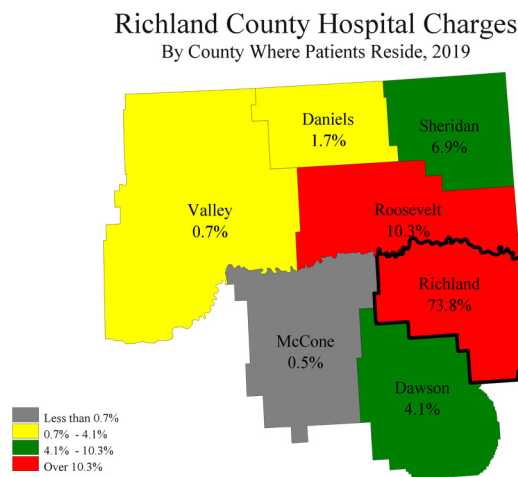 Richland County Hospital Charges
By County Where Patients Reside, 2019
Daniels
1.7%
Sheridan
6.9%
Valley
0.7%
Roosevelt
10.3%
Richland
73.8%
McCone
0.5%
Dawson
4.1%
Less than 0.7%
0.7% - 4.1%
4.1% - 10.3%
Over 10.3%